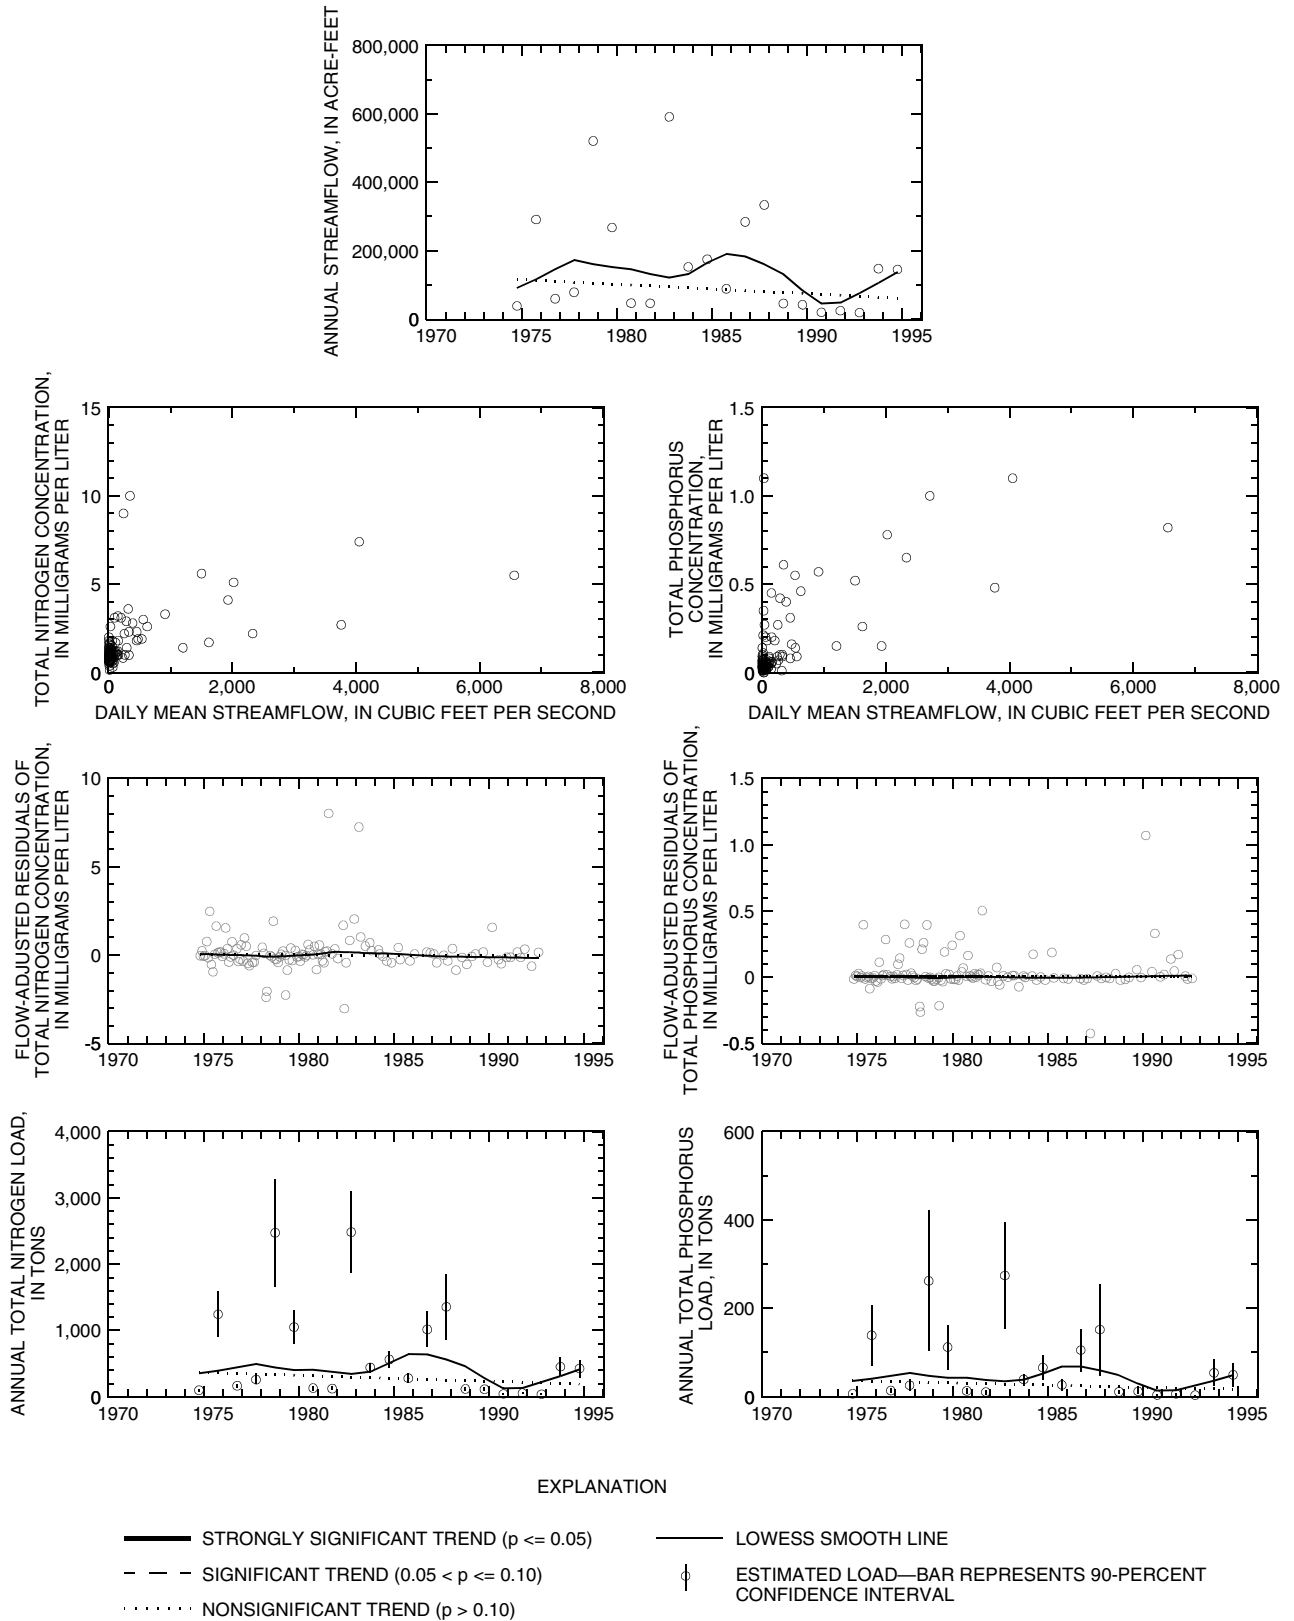 ANNUAL STREAMFLOW, IN ACRE-FEET
800,000
600,000
400,000
200,000
0
1970 1975 1980 1985 1990 1995
TOTAL NITROGEN CONCENTRATION,
IN MILLIGRAMS PER LITER
15
10
5
0
0 2,000 4,000 6,000 8,000
DAILY MEAN STREAMFLOW, IN CUBIC FEET PER SECOND
TOTAL PHOSPHORUS
CONCENTRATION,
IN MILLIGRAMS PER LITER
1.5
1.0
0.5
0
0 2,000 4,000 6,000 8,000
DAILY MEAN STREAMFLOW, IN CUBIC FEET PER SECOND
FLOW-ADJUSTED RESIDUALS OF
TOTAL NITROGEN CONCENTRATION,
IN MILLIGRAMS PER LITER
10
5
0
-5
1970 1975 1980 1985 1990 1995
FLOW-ADJUSTED RESIDUALS OF
TOTAL PHOSPHORUS CONCENTRATION,
IN MILLIGRAMS PER LITER
1.5
1.0
0.5
0
-0.5
1970 1975 1980 1985 1990 1995
ANNUAL TOTAL NITROGEN LOAD,
IN TONS
4,000
3,000
2,000
1,000
0
1970 1975 1980 1985 1990 1995
ANNUAL TOTAL PHOSPHORUS
LOAD, IN TONS
600
400
200
0
1970 1975 1980 1985 1990 1995
EXPLANATION
STRONGLY SIGNIFICANT TREND (p <= 0.05)
SIGNIFICANT TREND (0.05 < p <= 0.10)
NONSIGNIFICANT TREND (p > 0.10)
LOWESS SMOOTH LINE
ESTIMATED LOAD—BAR REPRESENTS 90-PERCENT
CONFIDENCE INTERVAL